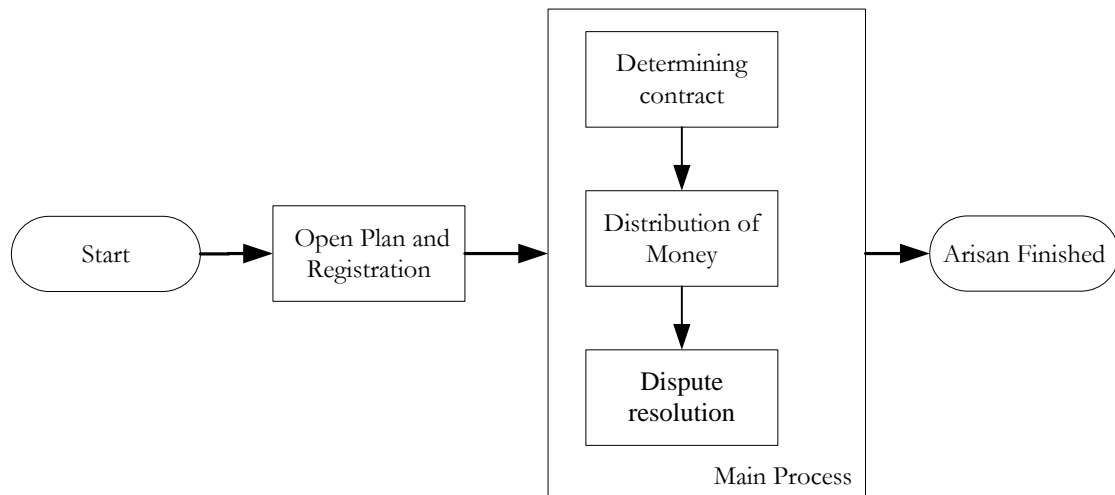 Start
Open Plan and
Registration
Determining
contract
Distribution of
Money
Dispute
resolution
Main Process
Arisan Finished